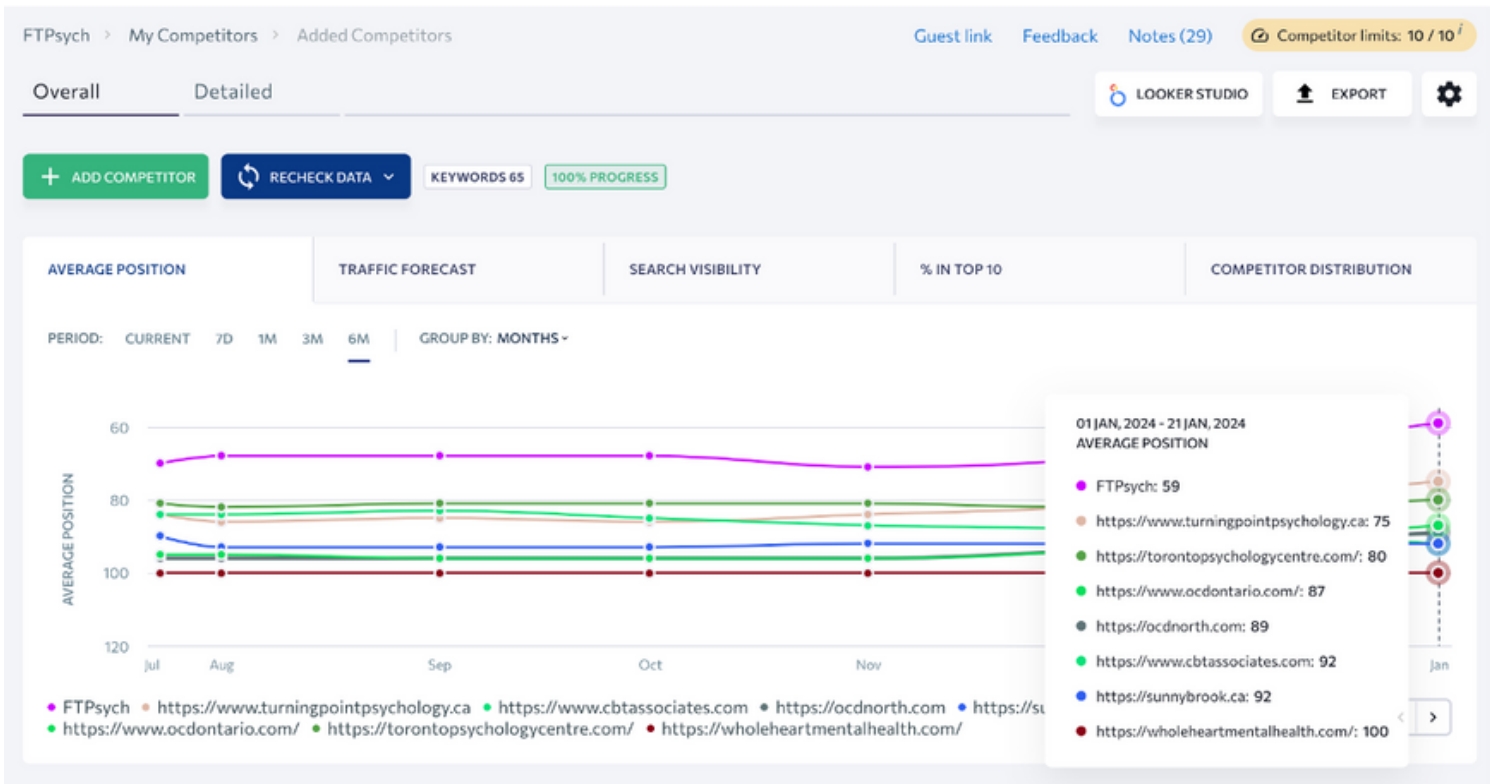 FTPsych > My Competitors > Added Competitors
Guest link Feedback Notes (29) Competitor limits: 10 / 10 i
Overall Detailed
LOOKER STUDIO EXPORT
+ ADD COMPETITOR RECHECK DATA KEYWORDS 65 100% PROGRESS
AVERAGE POSITION TRAFFIC FORECAST SEARCH VISIBILITY % IN TOP 10 COMPETITOR DISTRIBUTION
PERIOD: CURRENT 7D 1M 3M 6M GROUP BY: MONTHS
AVERAGE POSITION
60
80
100
120
Jul Aug Sep Oct Nov Jan
01 JAN, 2024 - 21 JAN, 2024
AVERAGE POSITION
FTPsych: 59
https://www.turningpointpsychology.ca: 75
https://torontopsychologycentre.com/: 80
https://www.ocdontario.com/: 87
https://ocdnorth.com: 89
https://www.cbtassociates.com: 92
https://sunnybrook.ca: 92
https://wholeheartmentalhealth.com/: 100
FTPsych https://www.turningpointpsychology.ca https://www.cbtassociates.com https://ocdnorth.com https://su
https://www.ocdontario.com/ https://torontopsychologycentre.com/ https://wholeheartmentalhealth.com/